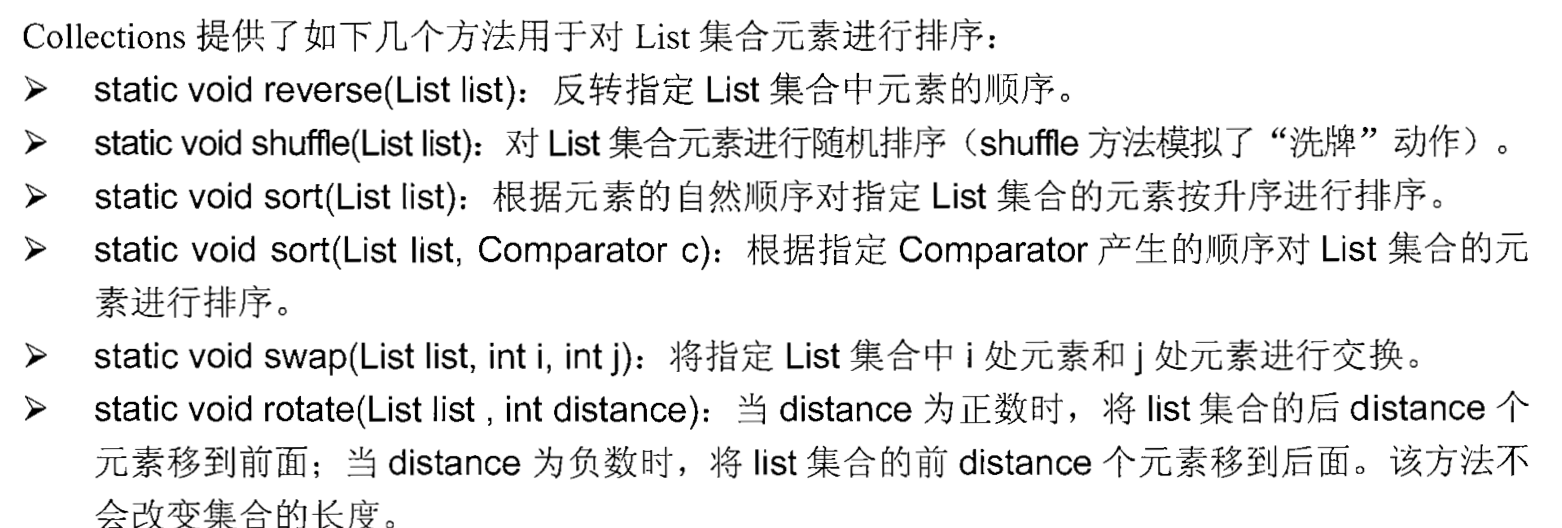 Collections 提供了如下几个方法用于对 List 集合元素进行排序：
➢ static void reverse(List list)：反转指定 List 集合中元素的顺序。
➢ static void shuffle(List list)：对 List 集合元素进行随机排序（shuffle 方法模拟了“洗牌”动作）。
➢ static void sort(List list)：根据元素的自然顺序对指定 List 集合的元素按升序进行排序。
➢ static void sort(List list, Comparator c)：根据指定 Comparator 产生的顺序对 List 集合的元
素进行排序。
➢ static void swap(List list, int i, int j)：将指定 List 集合中 i 处元素和 j 处元素进行交换。
➢ static void rotate(List list , int distance)：当 distance 为正数时，将 list 集合的后 distance 个
元素移到前面；当 distance 为负数时，将 list 集合的前 distance 个元素移到后面。该方法不
会改变集合的长度。